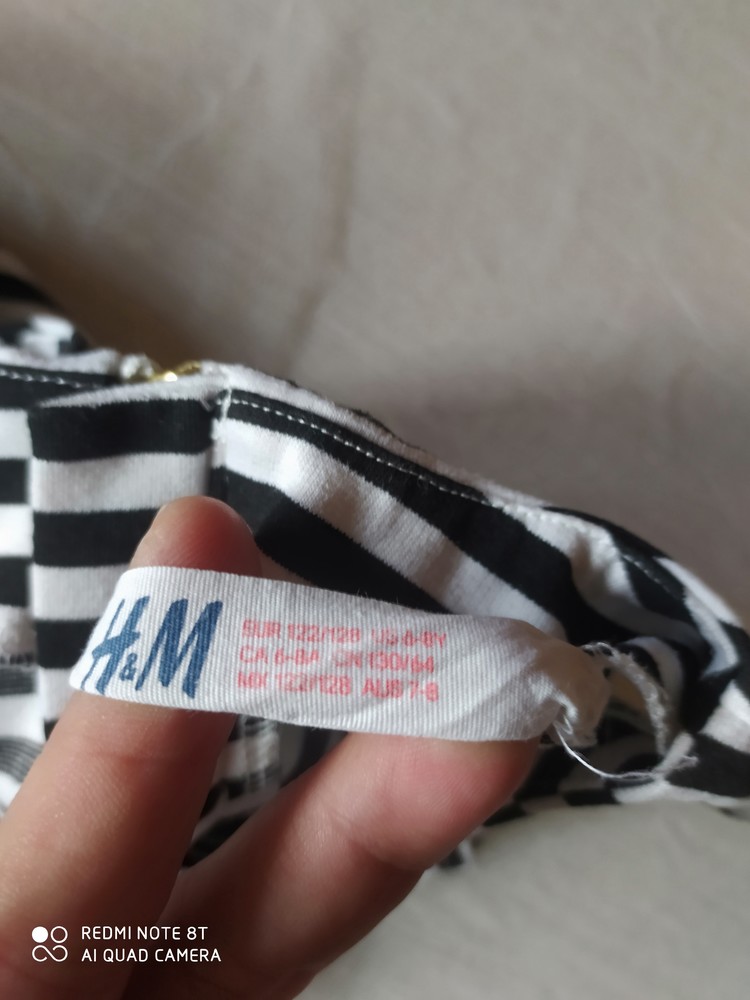 H&M
EUR 122/128 US 6-8Y
CA 6-8A CN 130/64
MX 122/128 AUS 7-8
REDMI NOTE 8T
AI QUAD CAMERA